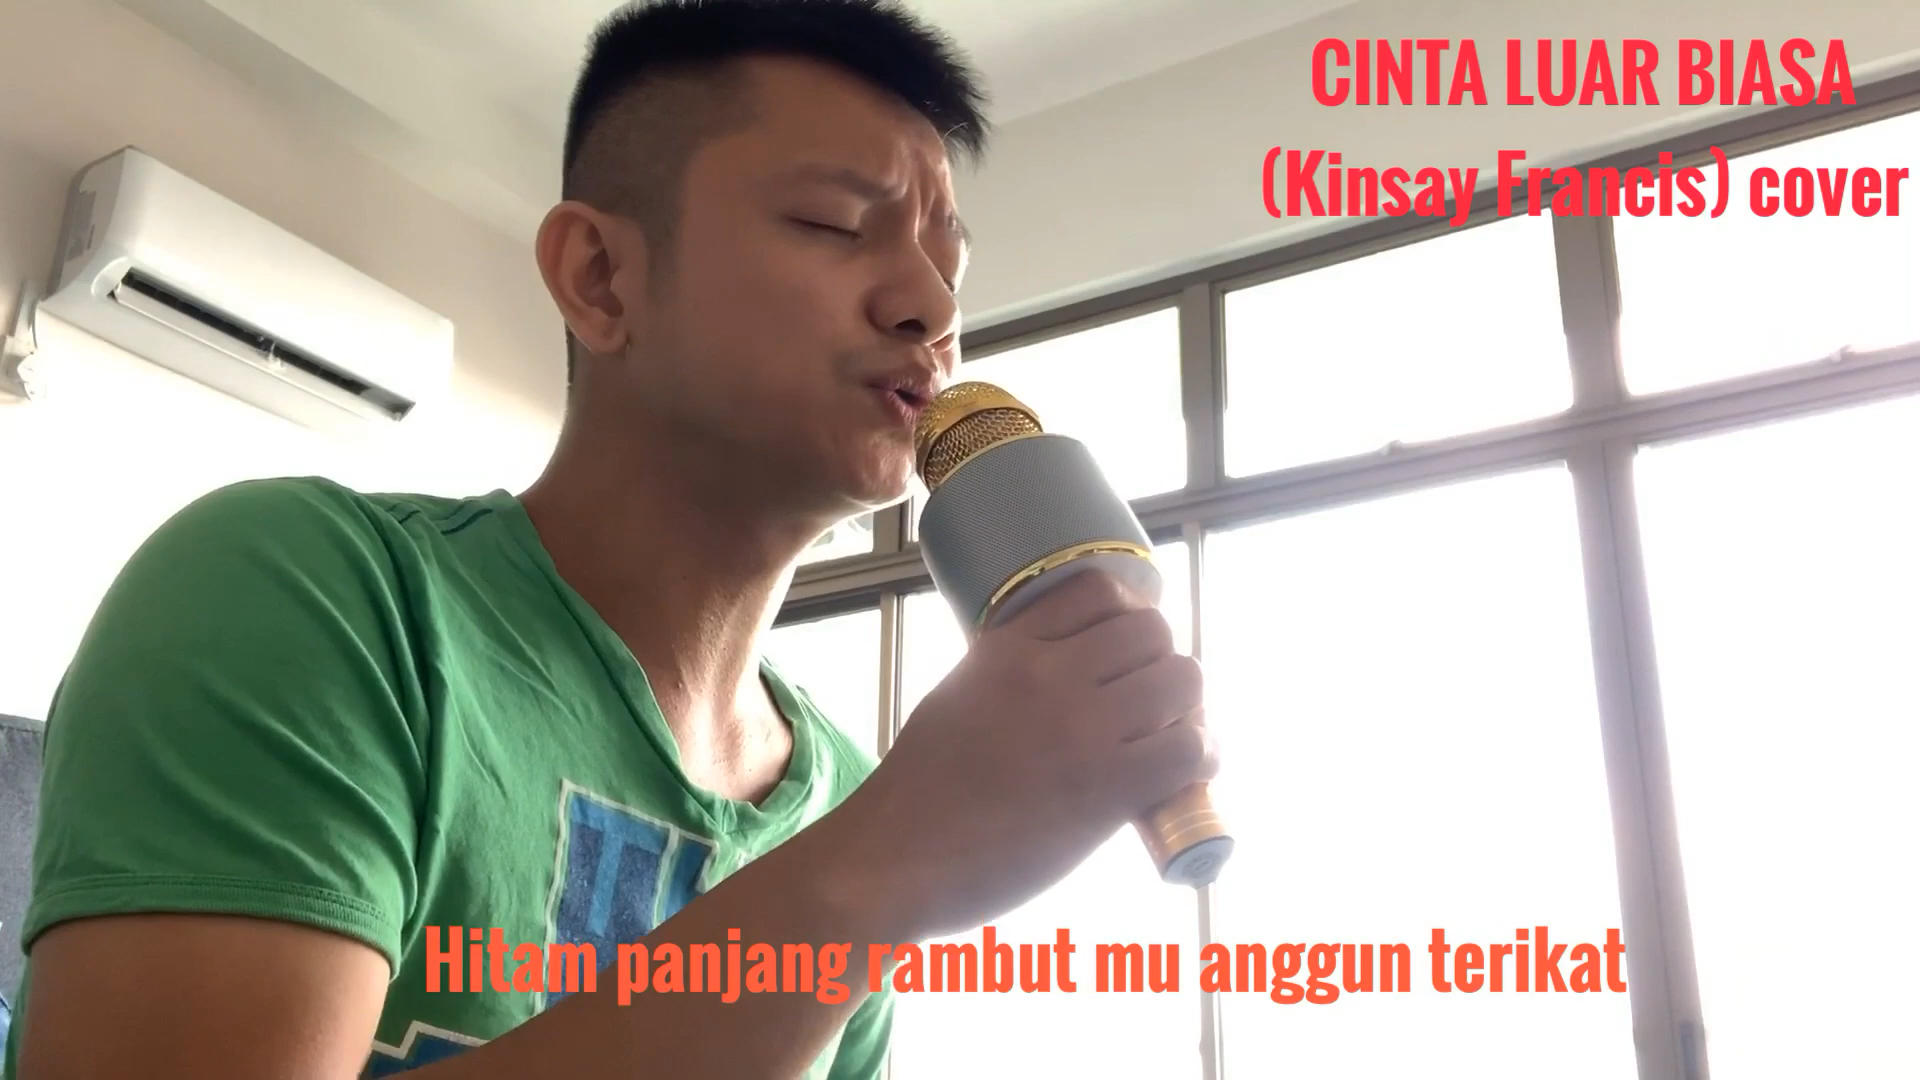 CINTA LUAR BIASA
(Kinsay Francis) cover
Hitam panjang rambut mu anggun terikat